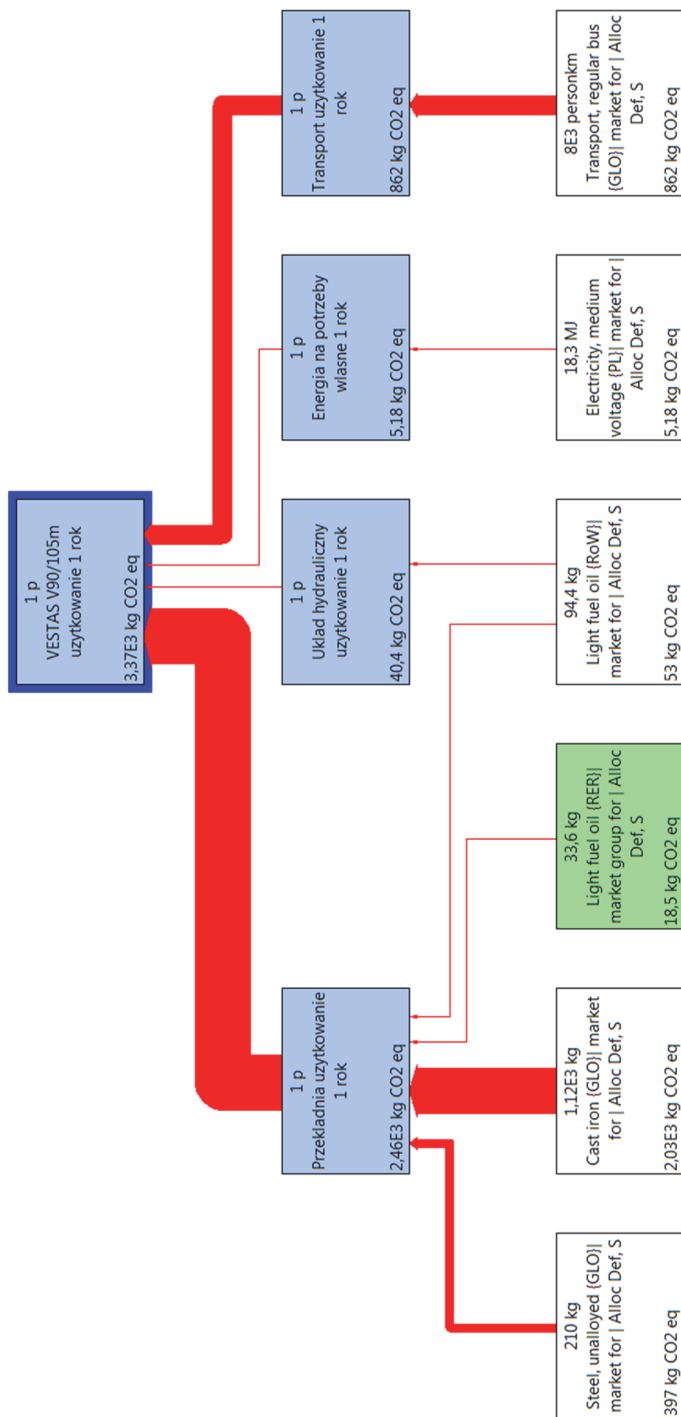 1 p
VESTAS V90/105m
uzytkowanie 1 rok
3,37E3 kg CO2 eq
1 p
Przekladnia uzytkowanie
1 rok
2,46E3 kg CO2 eq
1 p
Uklad hydrauliczny
uzytkowanie 1 rok
40,4 kg CO2 eq
1 p
Energia na potrzeby
wlasne 1 rok
5,18 kg CO2 eq
1 p
Transport uzytkowanie 1
rok
862 kg CO2 eq
210 kg
Steel, unalloyed {GLO}|
market for | Alloc Def, S
397 kg CO2 eq
1,12E3 kg
Cast iron {GLO}| market
for | Alloc Def, S
2,03E3 kg CO2 eq
33,6 kg
Light fuel oil {RER}|
market group for | Alloc
Def, S
18,5 kg CO2 eq
94,4 kg
Light fuel oil {RoW}|
market for | Alloc Def, S
53 kg CO2 eq
18,3 MJ
Electricity, medium
voltage {PL}| market for |
Alloc Def, S
5,18 kg CO2 eq
8E3 personkm
Transport, regular bus
{GLO}| market for | Alloc
Def, S
862 kg CO2 eq